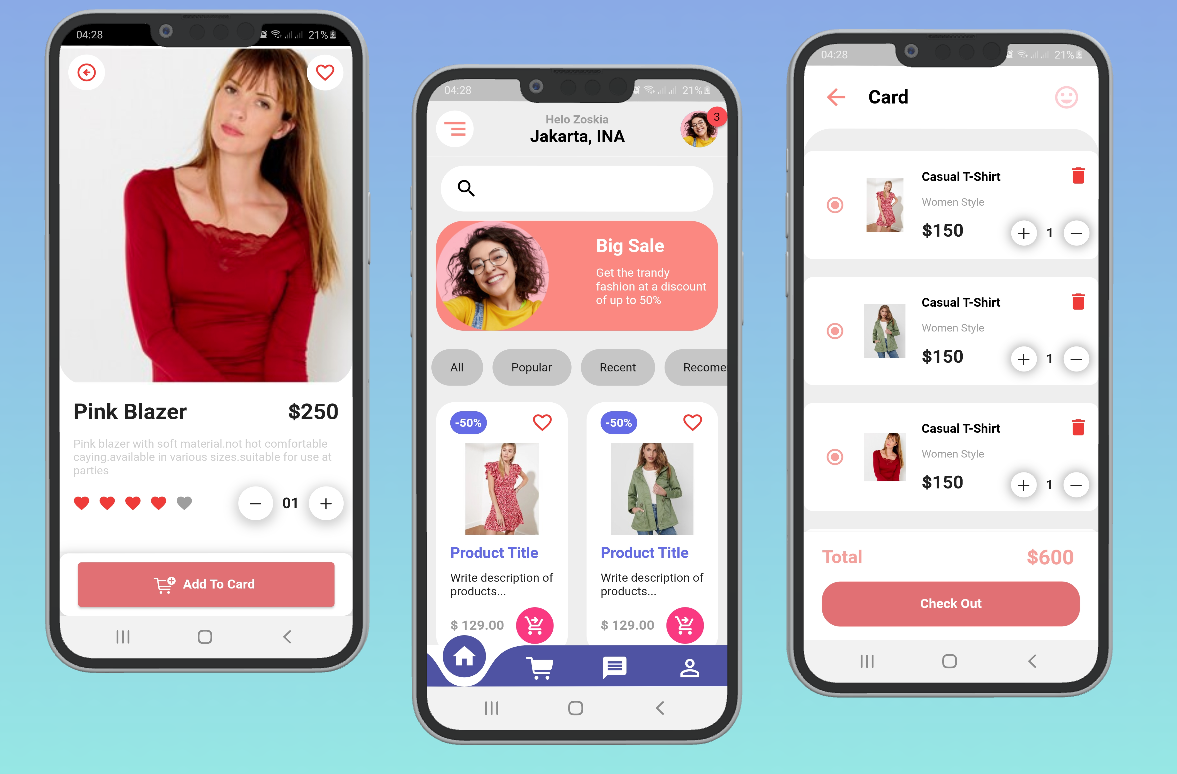 04:28
21%
Pink Blazer
$250
Pink blazer with soft material.not hot comfortable
caying.available in various sizes.suitable for use at
parties
01
Add To Card
04:28
21%
Helo Zoskia
Jakarta, INA
3
Big Sale
Get the trandy
fashion at a discount
of up to 50%
All
Popular
Recent
Recome
-50%
-50%
Product Title
Product Title
Write description of
products...
Write description of
products...
$ 129.00
$ 129.00
04:28
21%
Card
Casual T-Shirt
Women Style
$150
1
Casual T-Shirt
Women Style
$150
1
Casual T-Shirt
Women Style
$150
1
Total
$600
Check Out